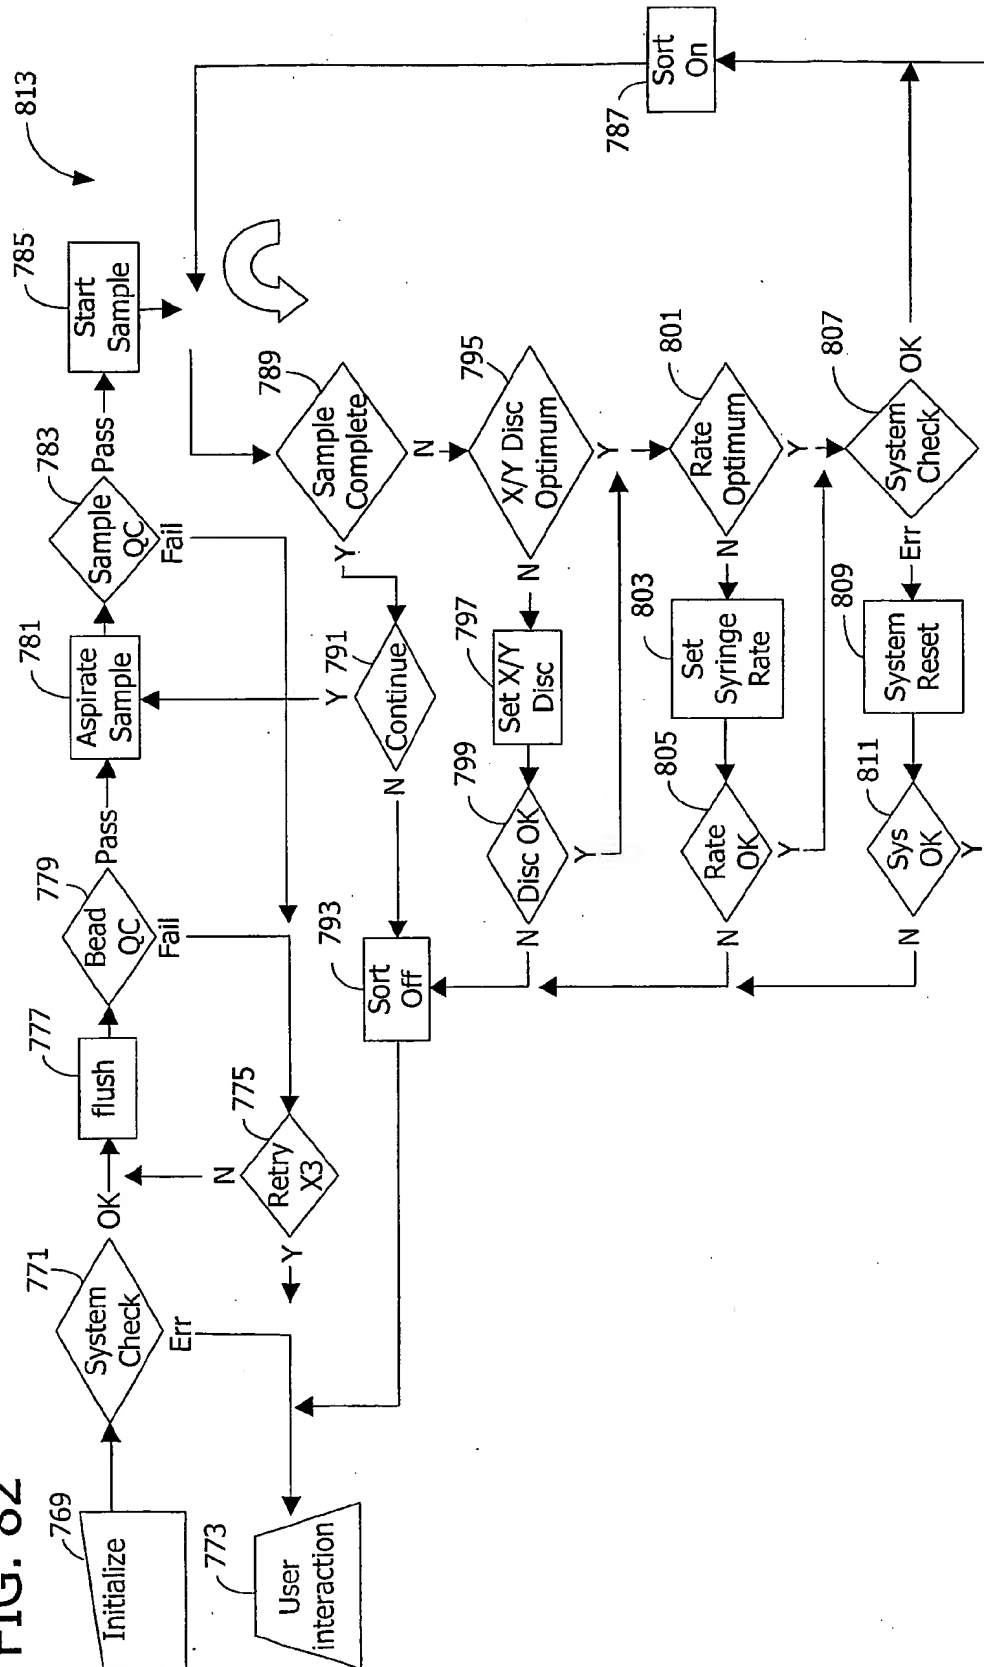 FIG. 82
813
769
Initialize
771
System
Check
OK
Err
777
flush
779
Bead
QC
Pass
Fail
781
Aspirate
Sample
783
Sample
QC
Pass
Fail
785
Start
Sample
773
User
interaction
775
Retry
X3
N
Y
789
Sample
Complete
Y
N
791
Continue
Y
N
793
Sort
Off
787
Sort
On
795
X/Y Disc
Optimum
Y
N
797
Set X/Y
Disc
799
Disc OK
Y
N
801
Rate
Optimum
Y
N
803
Set
Syringe
Rate
805
Rate
OK
Y
N
807
System
Check
OK
Err
809
System
Reset
811
Sys
OK
Y
N